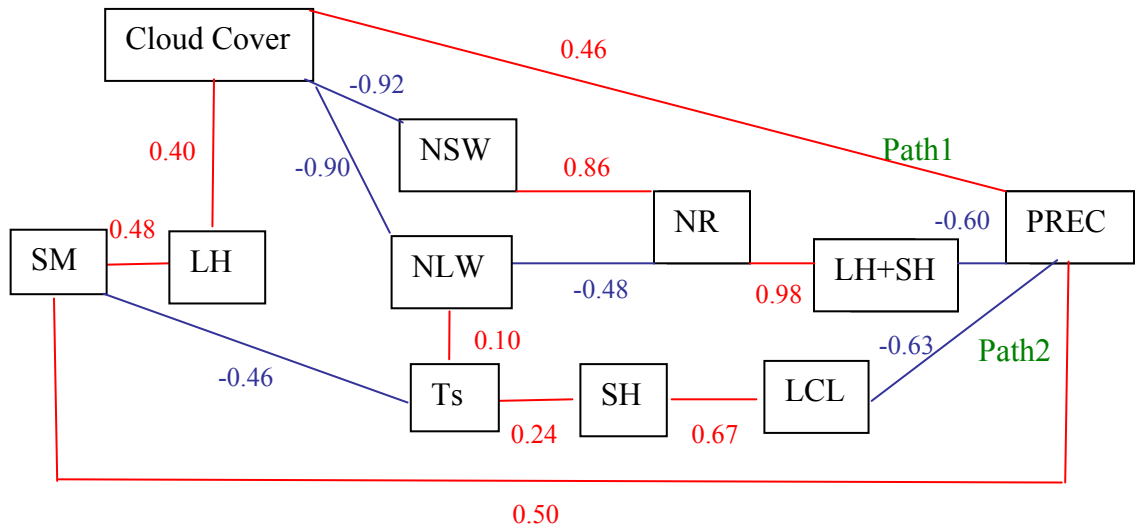 Cloud Cover
0.46
-0.92
NSW
Path1
0.40
-0.90
0.86
NR
-0.60
PREC
0.48
SM
LH
NLW
-0.48
LH+SH
0.98
0.10
-0.63
Path2
-0.46
Ts
SH
LCL
0.24
0.67
0.50